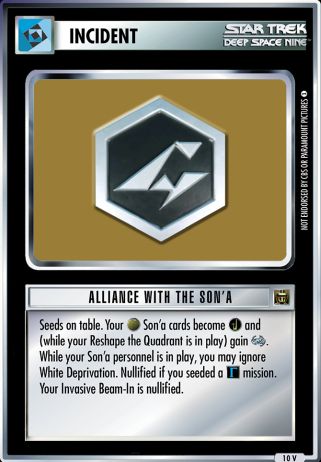 INCIDENT
STAR TREK
DEEP SPACE NINE
NOT ENDORSED BY CBS OR PARAMOUNT PICTURES
ALLIANCE WITH THE SON'A
Seeds on table. Your Son'a cards become and
(while your Reshape the Quadrant is in play) gain .
While your Son'a personnel is in play, you may ignore
White Deprivation. Nullified if you seeded a mission.
Your Invasive Beam-In is nullified.
10 V